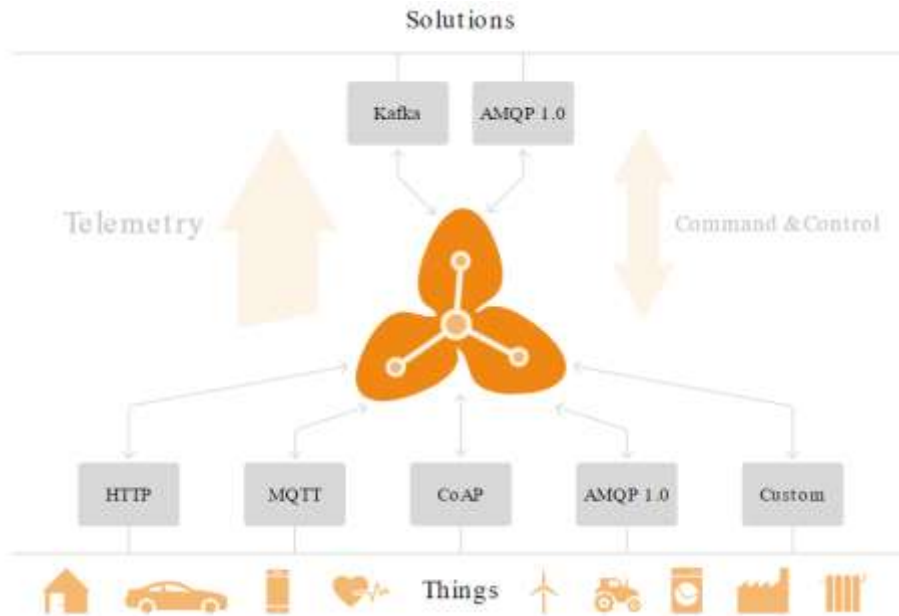 Solutions
Kafka
AMQP 1.0
Telemetry
Command & Control
HTTP
MQTT
CoAP
AMQP 1.0
Custom
Things